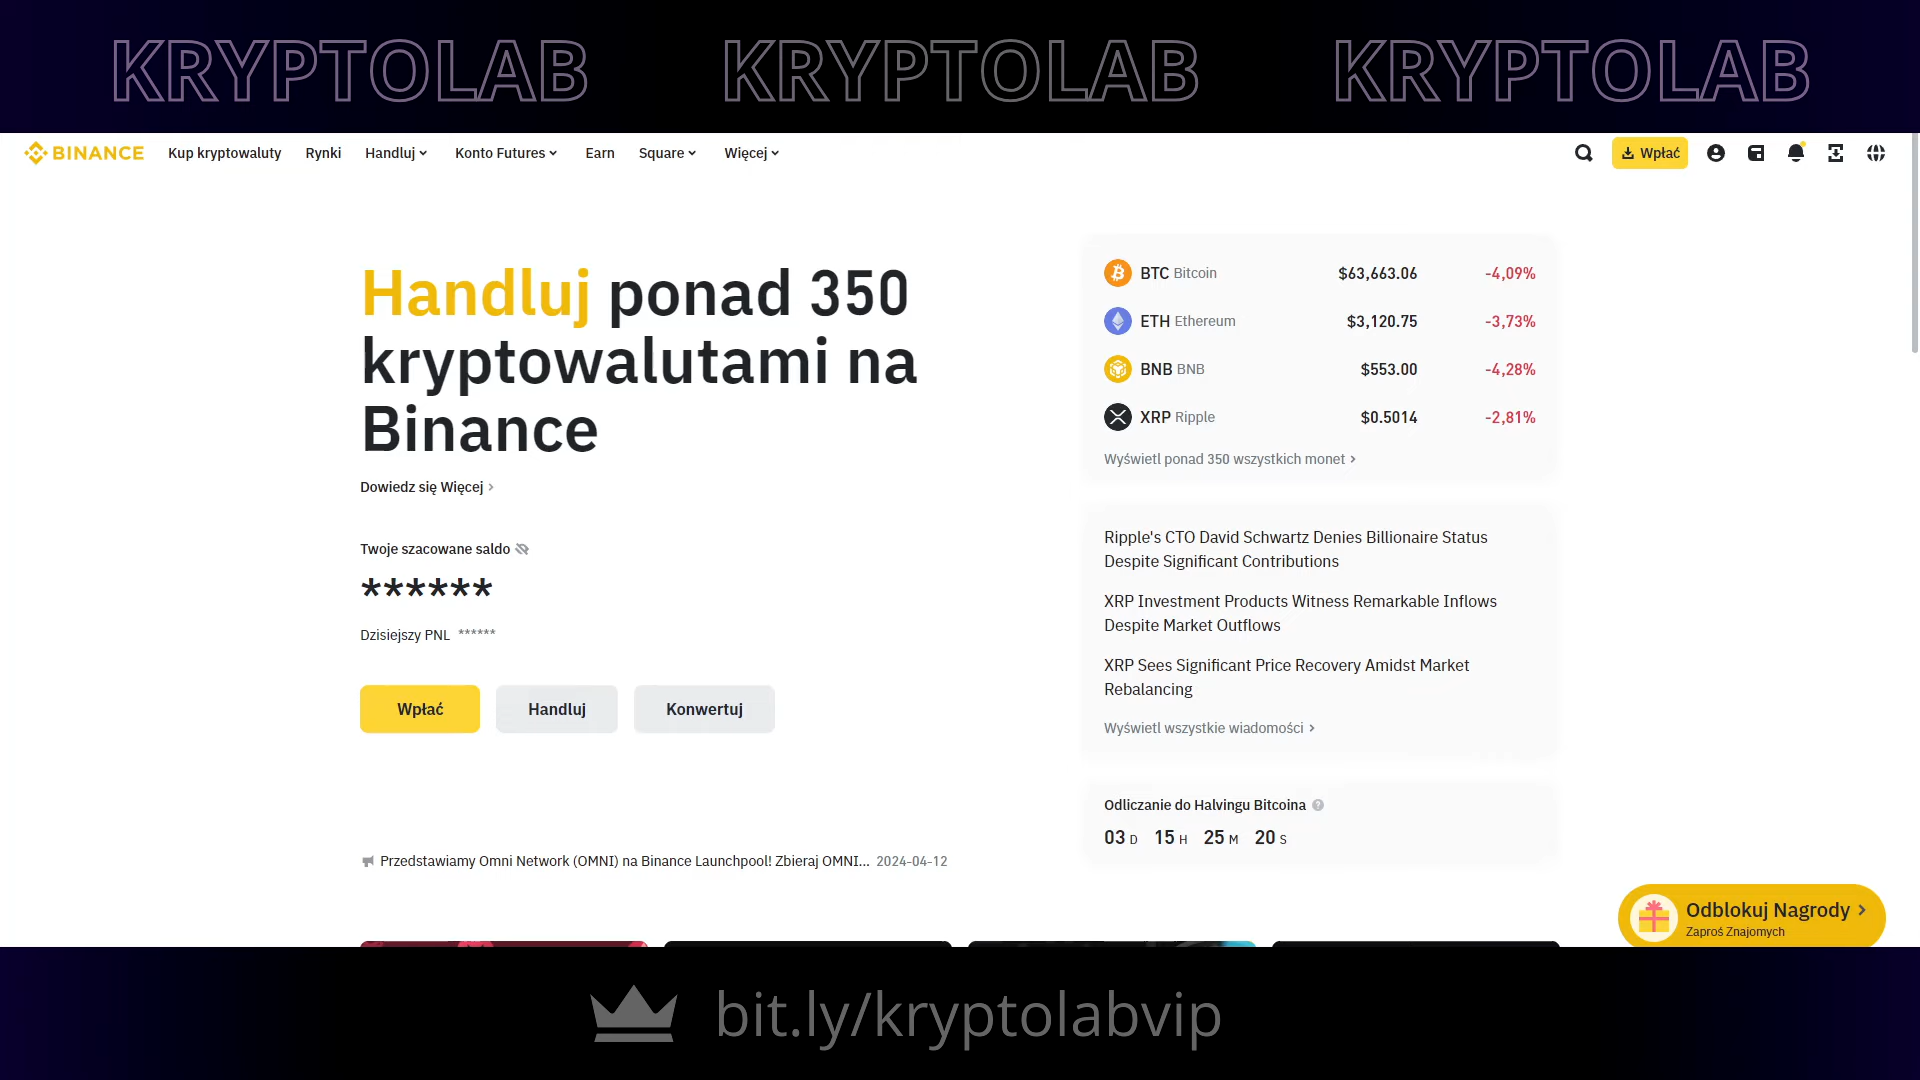 KRYPTOLAB KRYPTOLAB KRYPTOLAB
BINANCE Kup kryptowaluty Rynki Handluj Konto Futures Earn Square Więcej Wpłać
Handluj ponad 350
kryptowalutami na
Binance
Dowiedz się Więcej
Twoje szacowane saldo
******
Dzisiejszy PNL ******
Wpłać Handluj Konwertuj
Przedstawiamy Omni Network (OMNI) na Binance Launchpool! Zbieraj OMNI... 2024-04-12
BTC Bitcoin $63,663.06 -4,09%
ETH Ethereum $3,120.75 -3,73%
BNB BNB $553.00 -4,28%
XRP Ripple $0.5014 -2,81%
Wyświetl ponad 350 wszystkich monet
Ripple's CTO David Schwartz Denies Billionaire Status
Despite Significant Contributions
XRP Investment Products Witness Remarkable Inflows
Despite Market Outflows
XRP Sees Significant Price Recovery Amidst Market
Rebalancing
Wyświetl wszystkie wiadomości
Odliczanie do Halvingu Bitcoina
03 D 15 H 25 M 20 S
Odblokuj Nagrody
Zaproś Znajomych
bit.ly/kryptolabvip